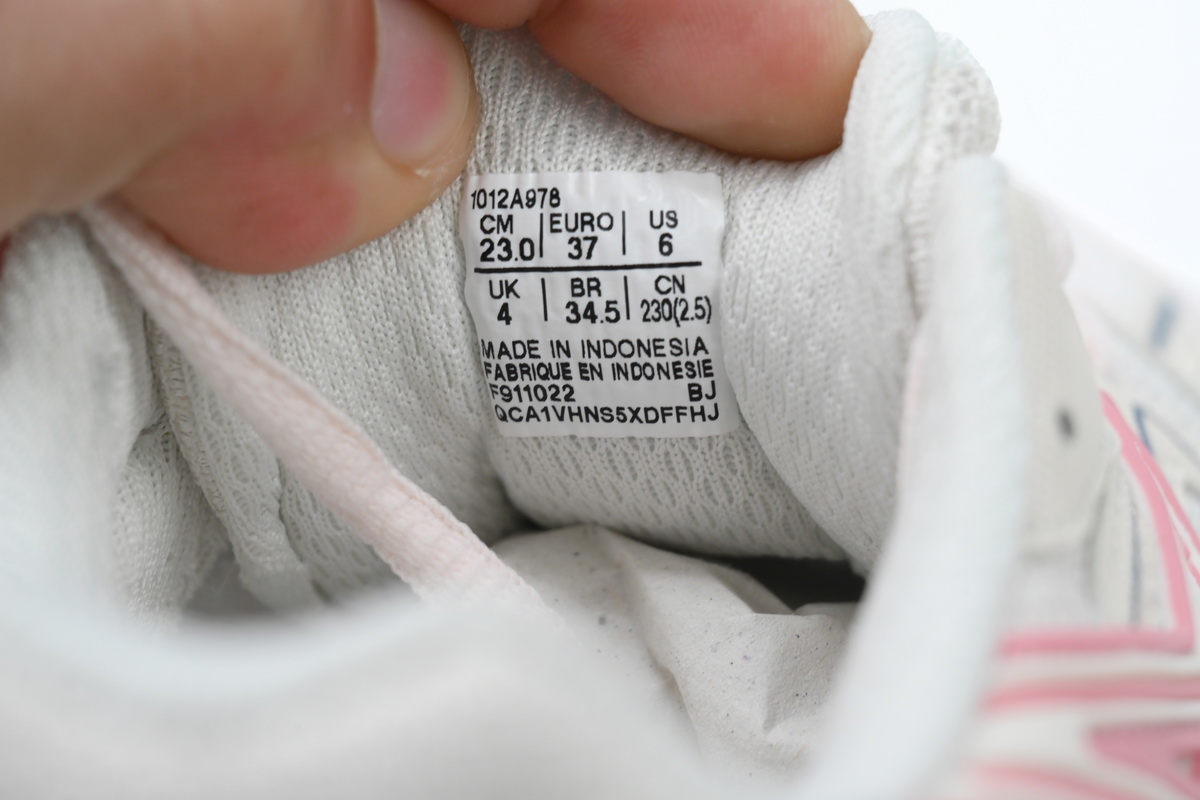 1012A978
CM | EURO | US
23.0 | 37 | 6
UK | BR | CN
4 | 34.5 | 230(2.5)
MADE IN INDONESIA
FABRIQUE EN INDONESIE
F911022 BJ
QCA1VHNS5XDFFHJ